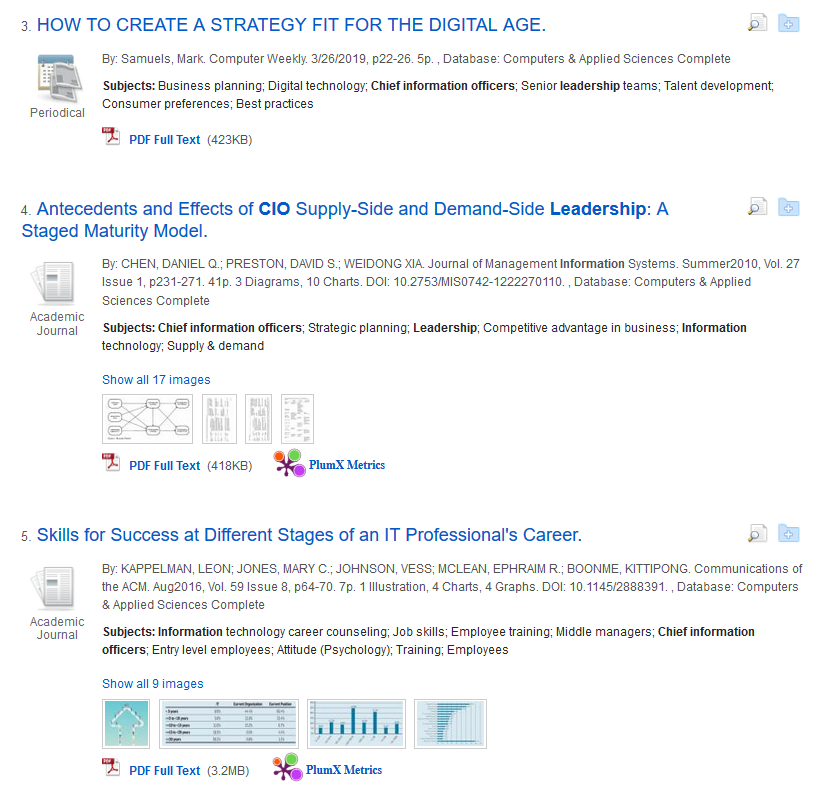 3. HOW TO CREATE A STRATEGY FIT FOR THE DIGITAL AGE.
By: Samuels, Mark. Computer Weekly. 3/26/2019, p22-26. 5p. , Database: Computers & Applied Sciences Complete
Periodical
Subjects: Business planning; Digital technology; Chief information officers; Senior leadership teams; Talent development;
Consumer preferences; Best practices
PDF Full Text (423KB)
4. Antecedents and Effects of CIO Supply-Side and Demand-Side Leadership: A
Staged Maturity Model.
Academic
Journal
By: CHEN, DANIEL Q.; PRESTON, DAVID S.; WEIDONG XIA. Journal of Management Information Systems. Summer2010, Vol. 27
Issue 1, p231-271. 41p. 3 Diagrams, 10 Charts. DOI: 10.2753/MIS0742-1222270110. , Database: Computers & Applied
Sciences Complete
Subjects: Chief information officers; Strategic planning; Leadership; Competitive advantage in business; Information
technology; Supply & demand
Show all 17 images
PDF Full Text (418KB)
PlumX Metrics
5. Skills for Success at Different Stages of an IT Professional's Career.
Academic
Journal
By: KAPPELMAN, LEON; JONES, MARY C.; JOHNSON, VESS; MCLEAN, EPHRAIM R.; BOONME, KITTIPONG. Communications of
the ACM. Aug2016, Vol. 59 Issue 8, p64-70. 7p. 1 Illustration, 4 Charts, 4 Graphs. DOI: 10.1145/2888391. , Database: Computers
& Applied Sciences Complete
Subjects: Information technology career counseling; Job skills; Employee training; Middle managers; Chief information
officers; Entry level employees; Attitude (Psychology); Training; Employees
Show all 9 images
IT Current Organization Current Position
PDF Full Text (3.2MB)
PlumX Metrics